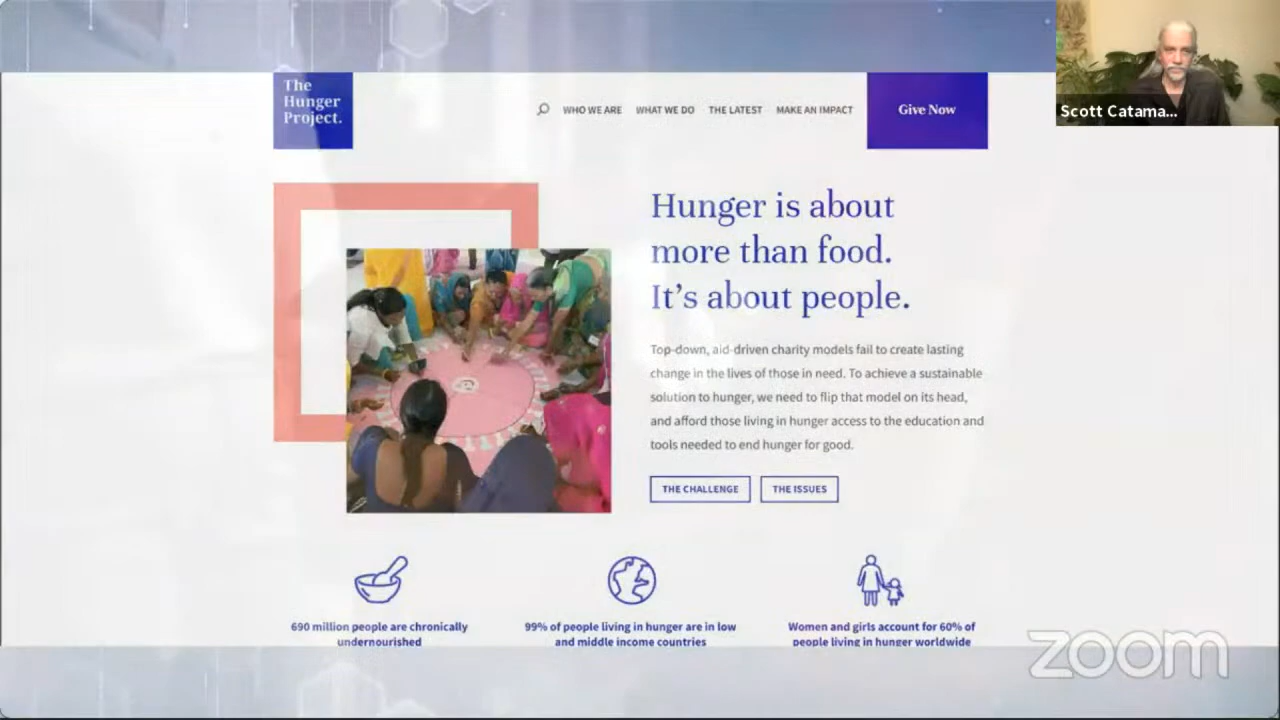 The
Hunger
Project.
WHO WE ARE
WHAT WE DO
THE LATEST
MAKE AN IMPACT
Give Now
Scott Catama...
Hunger is about
more than food.
It's about people.
Top-down, aid-driven charity models fail to create lasting
change in the lives of those in need. To achieve a sustainable
solution to hunger, we need to flip that model on its head,
and afford those living in hunger access to the education and
tools needed to end hunger for good.
THE CHALLENGE
THE ISSUES
690 million people are chronically
undernourished
99% of people living in hunger are in low
and middle income countries
Women and girls account for 60% of
people living in hunger worldwide
zoom